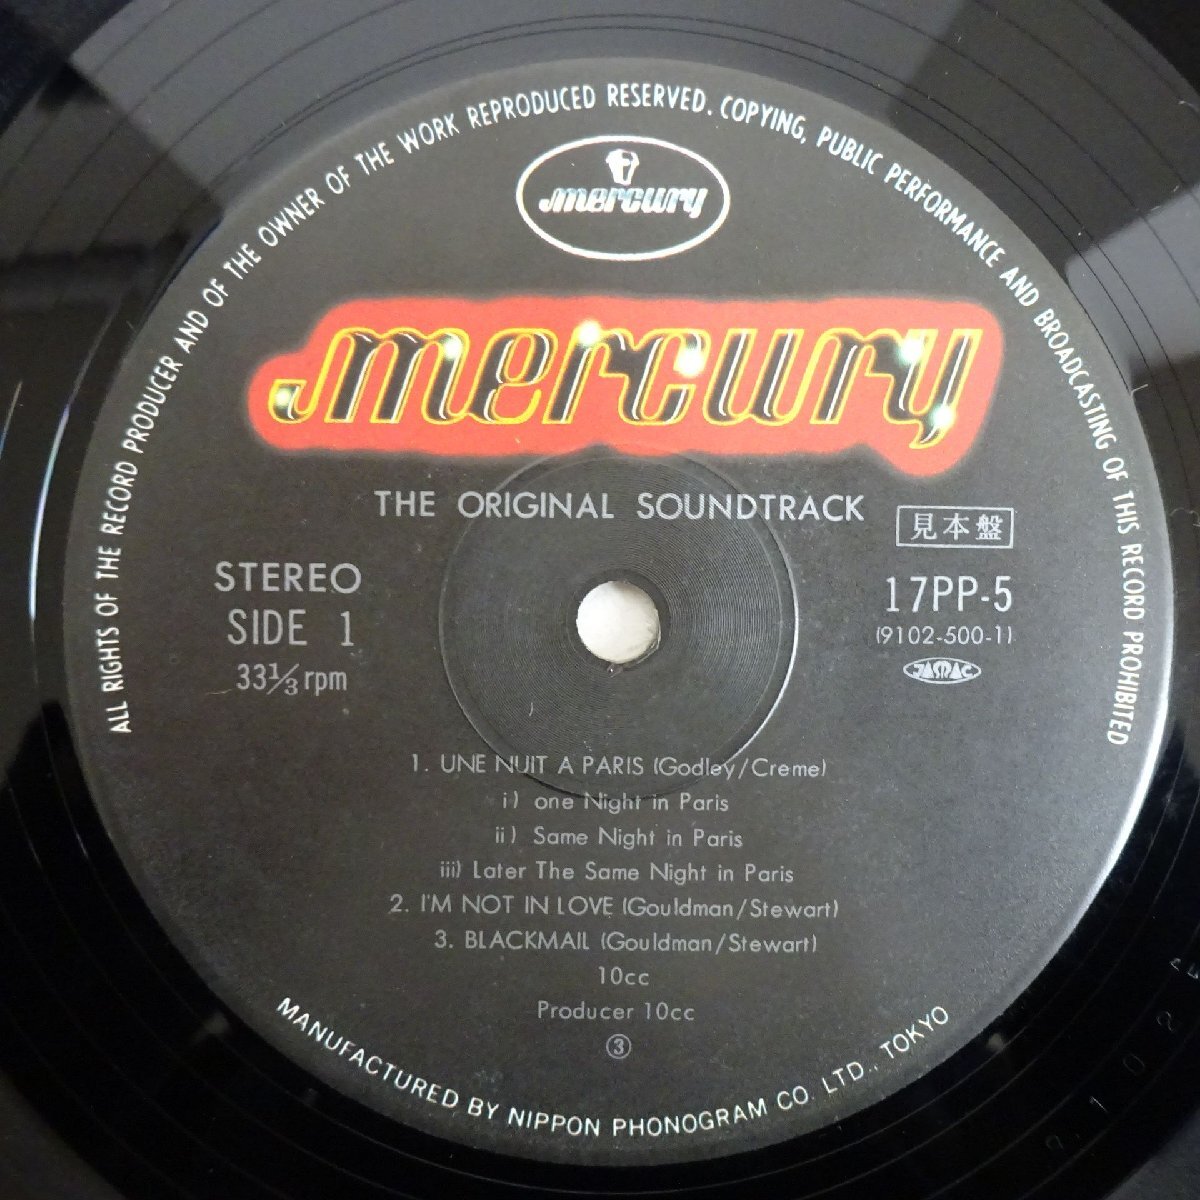 ALL RIGHTS OF THE RECORD PRODUCER AND OF THE OWNER OF THE WORK REPRODUCED RESERVED. COPYING, PUBLIC PERFORMANCE AND BROADCASTING OF THIS RECORD PROHIBITED
mercury
mercury
THE ORIGINAL SOUNDTRACK
見本盤
STEREO
SIDE 1
33⅓ rpm
17PP-5
(9102-500-1)
JASRAC
1. UNE NUIT A PARIS (Godley/Creme)
i) one Night in Paris
ii) Same Night in Paris
iii) Later The Same Night in Paris
2. I'M NOT IN LOVE (Gouldman/Stewart)
3. BLACKMAIL (Gouldman/Stewart)
10cc
Producer 10cc
③
MANUFACTURED BY NIPPON PHONOGRAM CO. LTD., TOKYO